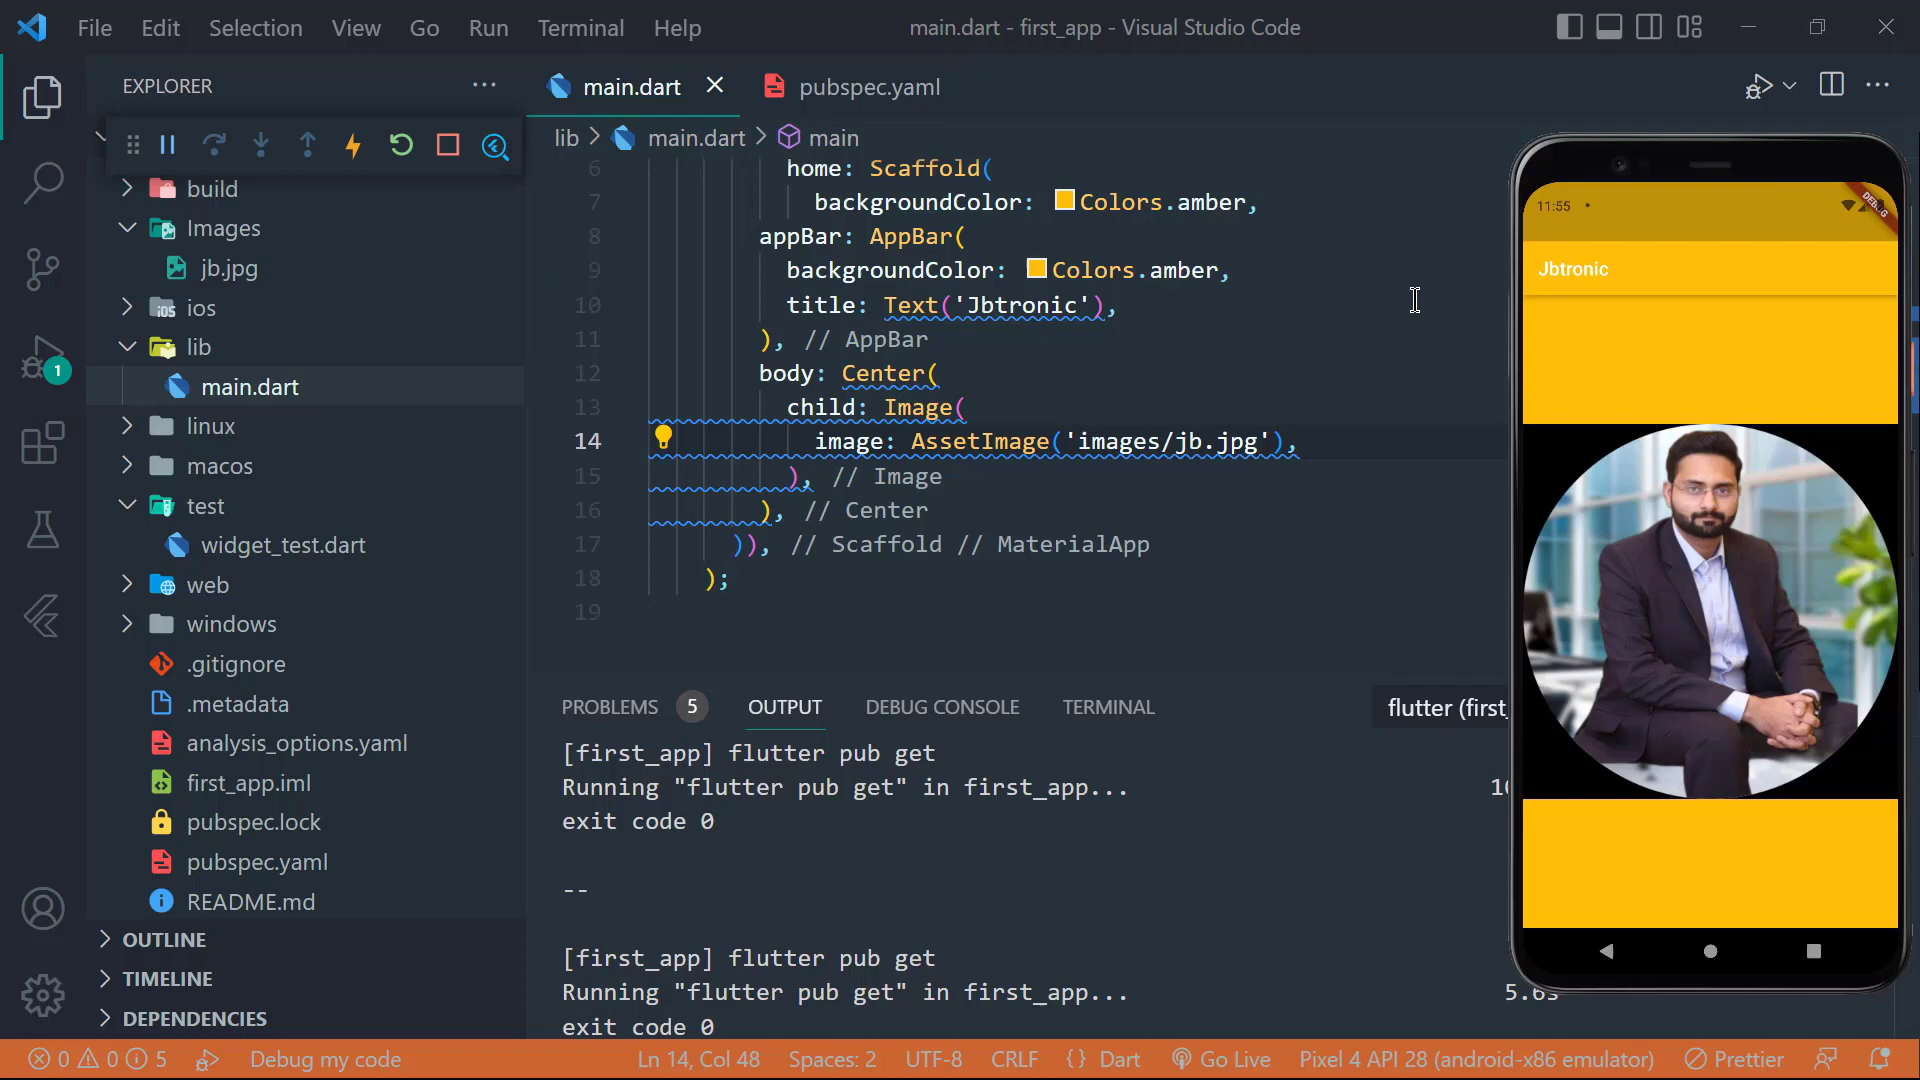 File Edit Selection View Go Run Terminal Help
main.dart - first_app - Visual Studio Code
EXPLORER
build
Images
jb.jpg
ios
lib
main.dart
linux
macos
test
widget_test.dart
web
windows
.gitignore
.metadata
analysis_options.yaml
first_app.iml
pubspec.lock
pubspec.yaml
README.md
OUTLINE
TIMELINE
DEPENDENCIES
1
main.dart
pubspec.yaml
lib > main.dart > main
6 home: Scaffold(
7 backgroundColor: Colors.amber,
8 appBar: AppBar(
9 backgroundColor: Colors.amber,
10 title: Text('Jbtronic'),
11 ), // AppBar
12 body: Center(
13 child: Image(
14 image: AssetImage('images/jb.jpg'),
15 ), // Image
16 ), // Center
17 )), // Scaffold // MaterialApp
18 );
19
PROBLEMS 5 OUTPUT DEBUG CONSOLE TERMINAL
flutter (first_
[first_app] flutter pub get
Running "flutter pub get" in first_app...
exit code 0
--
[first_app] flutter pub get
Running "flutter pub get" in first_app... 5.6s
exit code 0
11:55
DEBUG
Jbtronic
0 0 5 Debug my code Ln 14, Col 48 Spaces: 2 UTF-8 CRLF {} Dart Go Live Pixel 4 API 28 (android-x86 emulator) Prettier